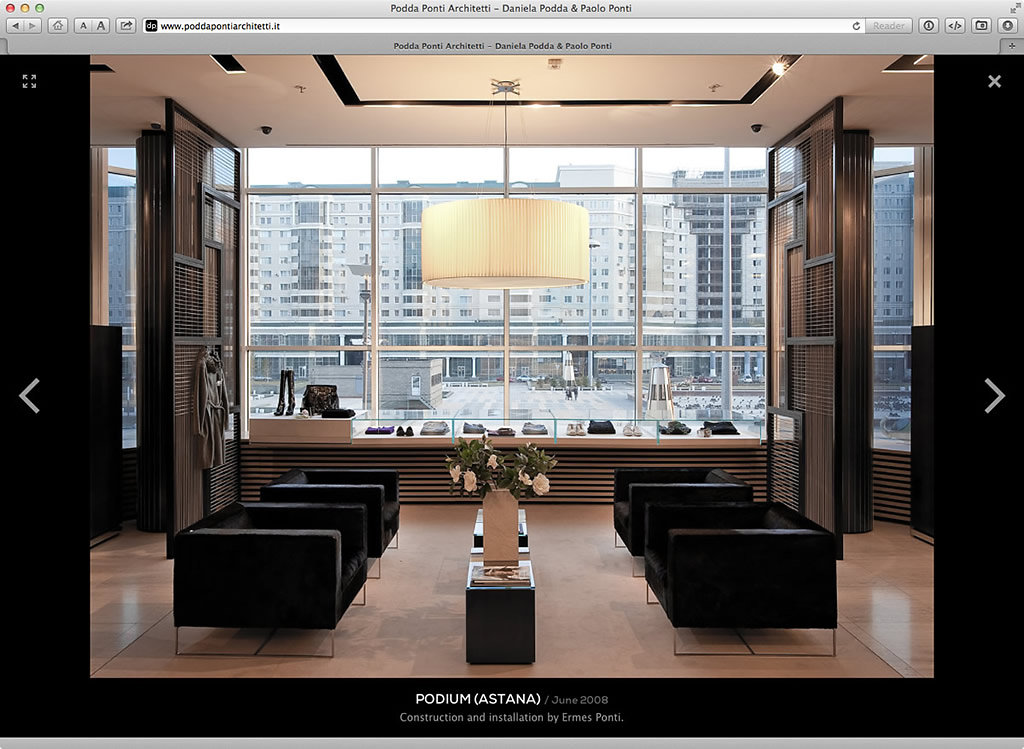 Podda Ponti Architetti – Daniela Podda & Paolo Ponti
A A dp www.poddapontiarchitetti.it Reader
Podda Ponti Architetti – Daniela Podda & Paolo Ponti
PODIUM (ASTANA) / June 2008
Construction and installation by Ermes Ponti.